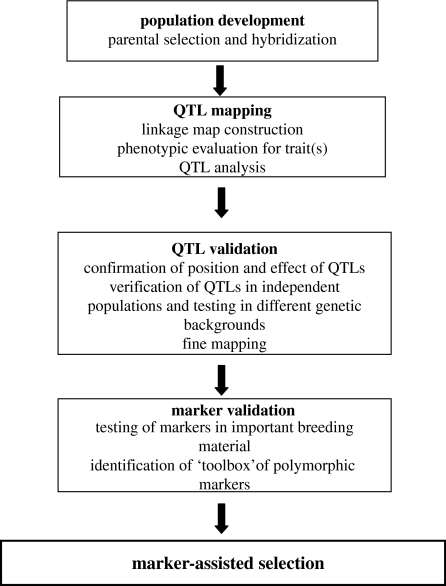 population development
parental selection and hybridization
QTL mapping
linkage map construction
phenotypic evaluation for trait(s)
QTL analysis
QTL validation
confirmation of position and effect of QTLs
verification of QTLs in independent
populations and testing in different genetic
backgrounds
fine mapping
marker validation
testing of markers in important breeding
material
identification of ‘toolbox’of polymorphic
markers
marker-assisted selection